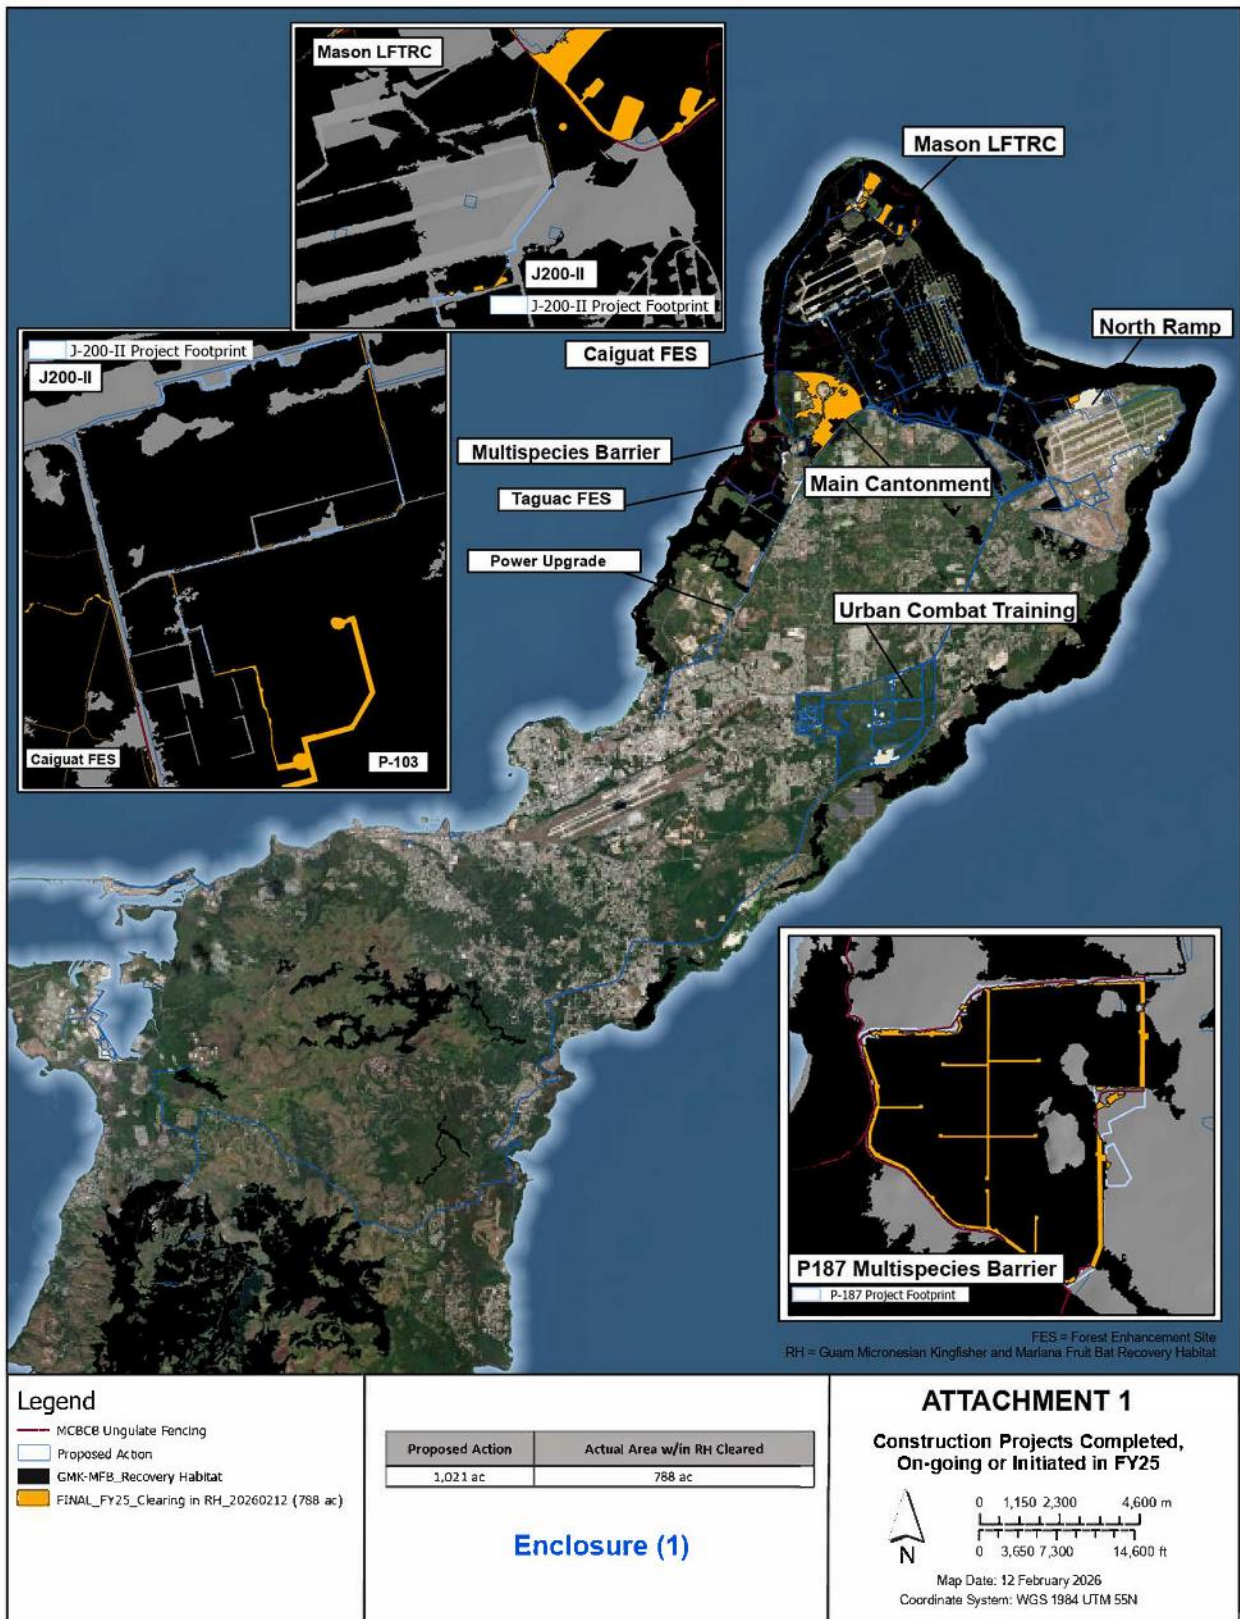 Mason LFTRC
J200-II
J-200-II Project Footprint
J-200-II Project Footprint
J200-II
Caiguat FES
P-103
Mason LFTRC
North Ramp
Caiguat FES
Multispecies Barrier
Main Cantonment
Taguac FES
Power Upgrade
Urban Combat Training
P187 Multispecies Barrier
P-187 Project Footprint
FES = Forest Enhancement Site
RH = Guam Micronesian Kingfisher and Mariana Fruit Bat Recovery Habitat
Legend
MCBCB Ungulate Fencing
Proposed Action
GMK-MFB_Recovery Habitat
FINAL_FY25_Clearing in RH_20260212 (788 ac)
Proposed Action Actual Area w/in RH Cleared
1,021 ac 788 ac
Enclosure (1)
ATTACHMENT 1
Construction Projects Completed,
On-going or Initiated in FY25
N
0 1,150 2,300 4,600 m
0 3,650 7,300 14,600 ft
Map Date: 12 February 2026
Coordinate System: WGS 1984 UTM 55N